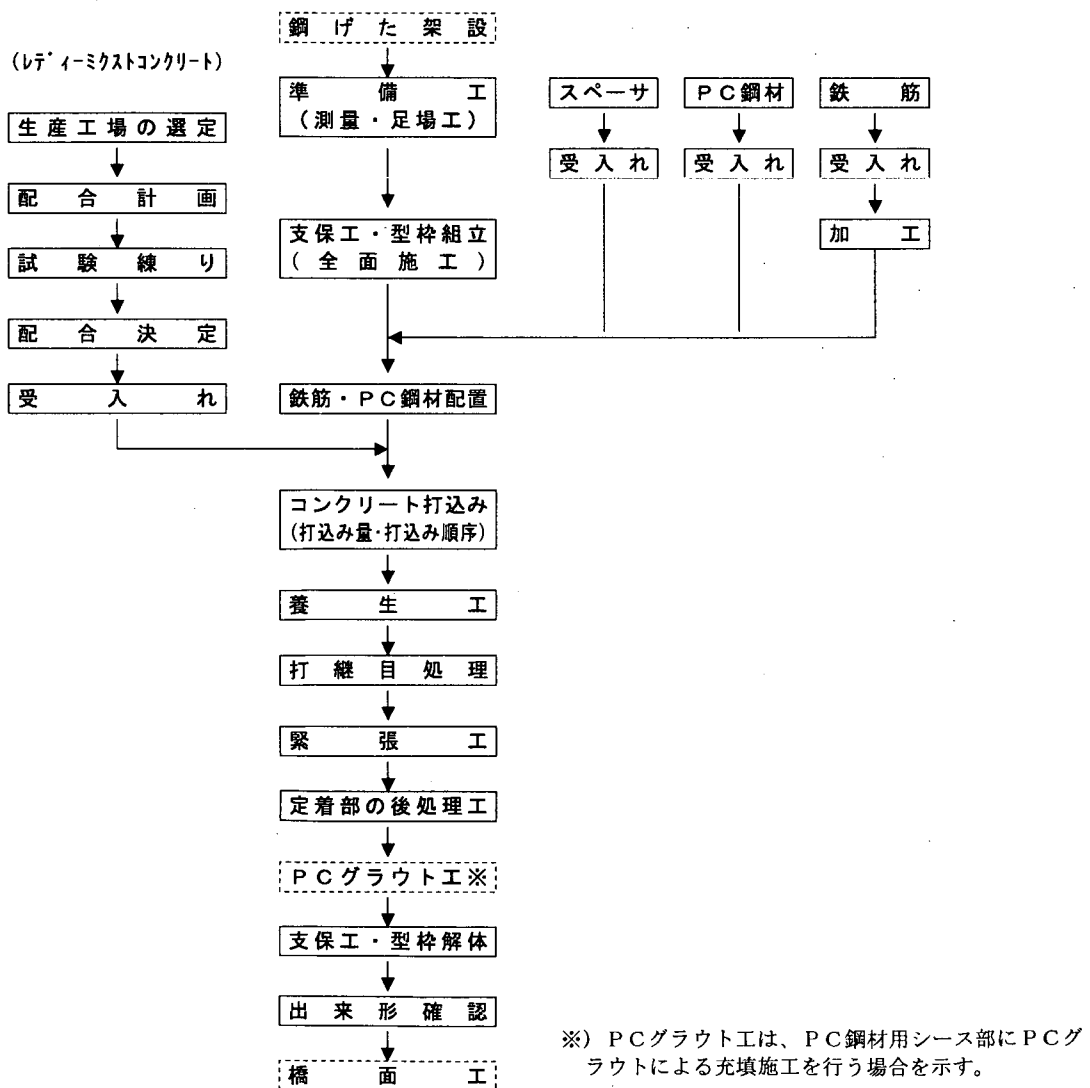 鋼げた架設
(ﾚﾃﾞｨｰﾐｸｽﾄｺﾝｸﾘｰﾄ)
準備工
(測量・足場工)
スペーサ
PC鋼材
鉄筋
生産工場の選定
受入れ
受入れ
受入れ
配合計画
支保工・型枠組立
(全面施工)
加工
試験練り
配合決定
受入れ
鉄筋・PC鋼材配置
コンクリート打込み
(打込み量・打込み順序)
養生工
打継目処理
緊張工
定着部の後処理工
PCグラウト工※
支保工・型枠解体
出来形確認
橋面工
※) PCグラウト工は、PC鋼材用シース部にPCグ
ラウトによる充填施工を行う場合を示す。